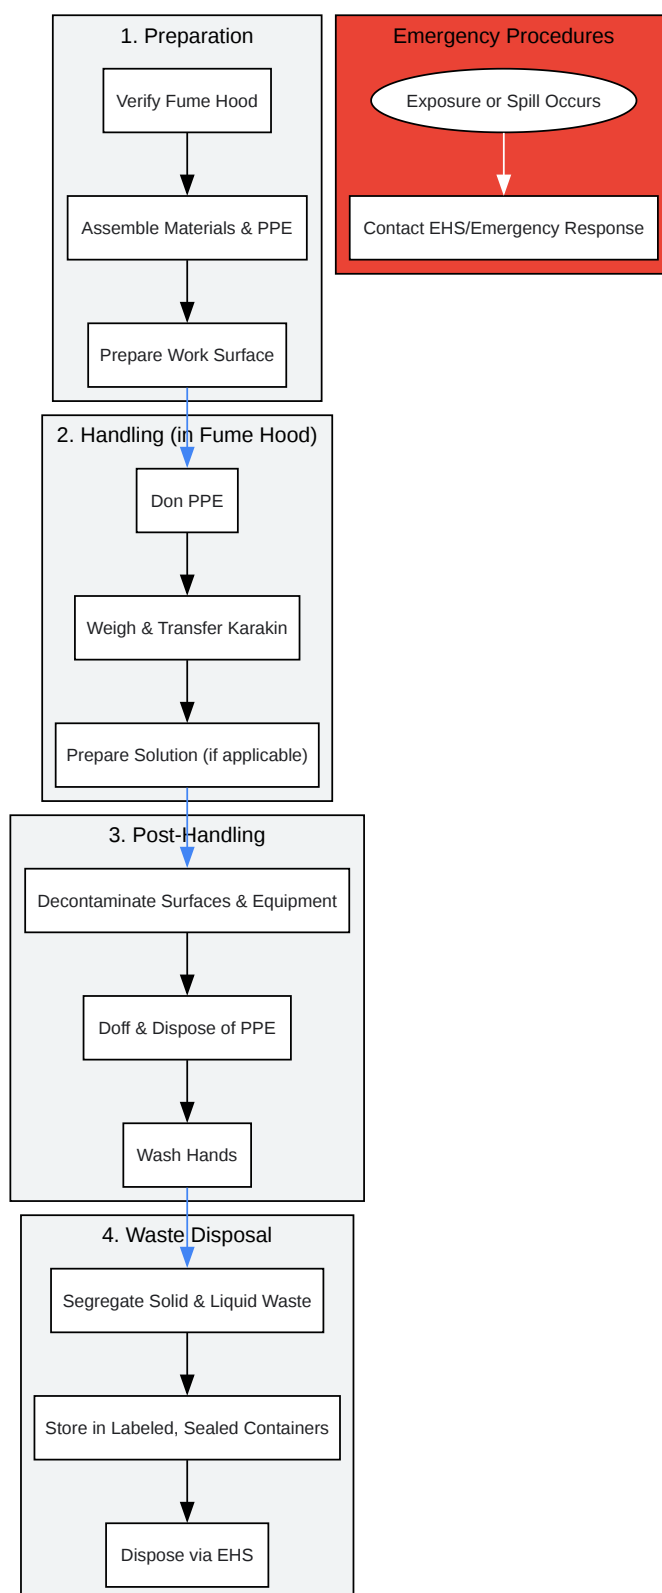 1. Preparation
Verify Fume Hood
Assemble Materials & PPE
Prepare Work Surface
Emergency Procedures
Exposure or Spill Occurs
Contact EHS/Emergency Response
2. Handling (in Fume Hood)
Don PPE
Weigh & Transfer Karakin
Prepare Solution (if applicable)
3. Post-Handling
Decontaminate Surfaces & Equipment
Doff & Dispose of PPE
Wash Hands
4. Waste Disposal
Segregate Solid & Liquid Waste
Store in Labeled, Sealed Containers
Dispose via EHS